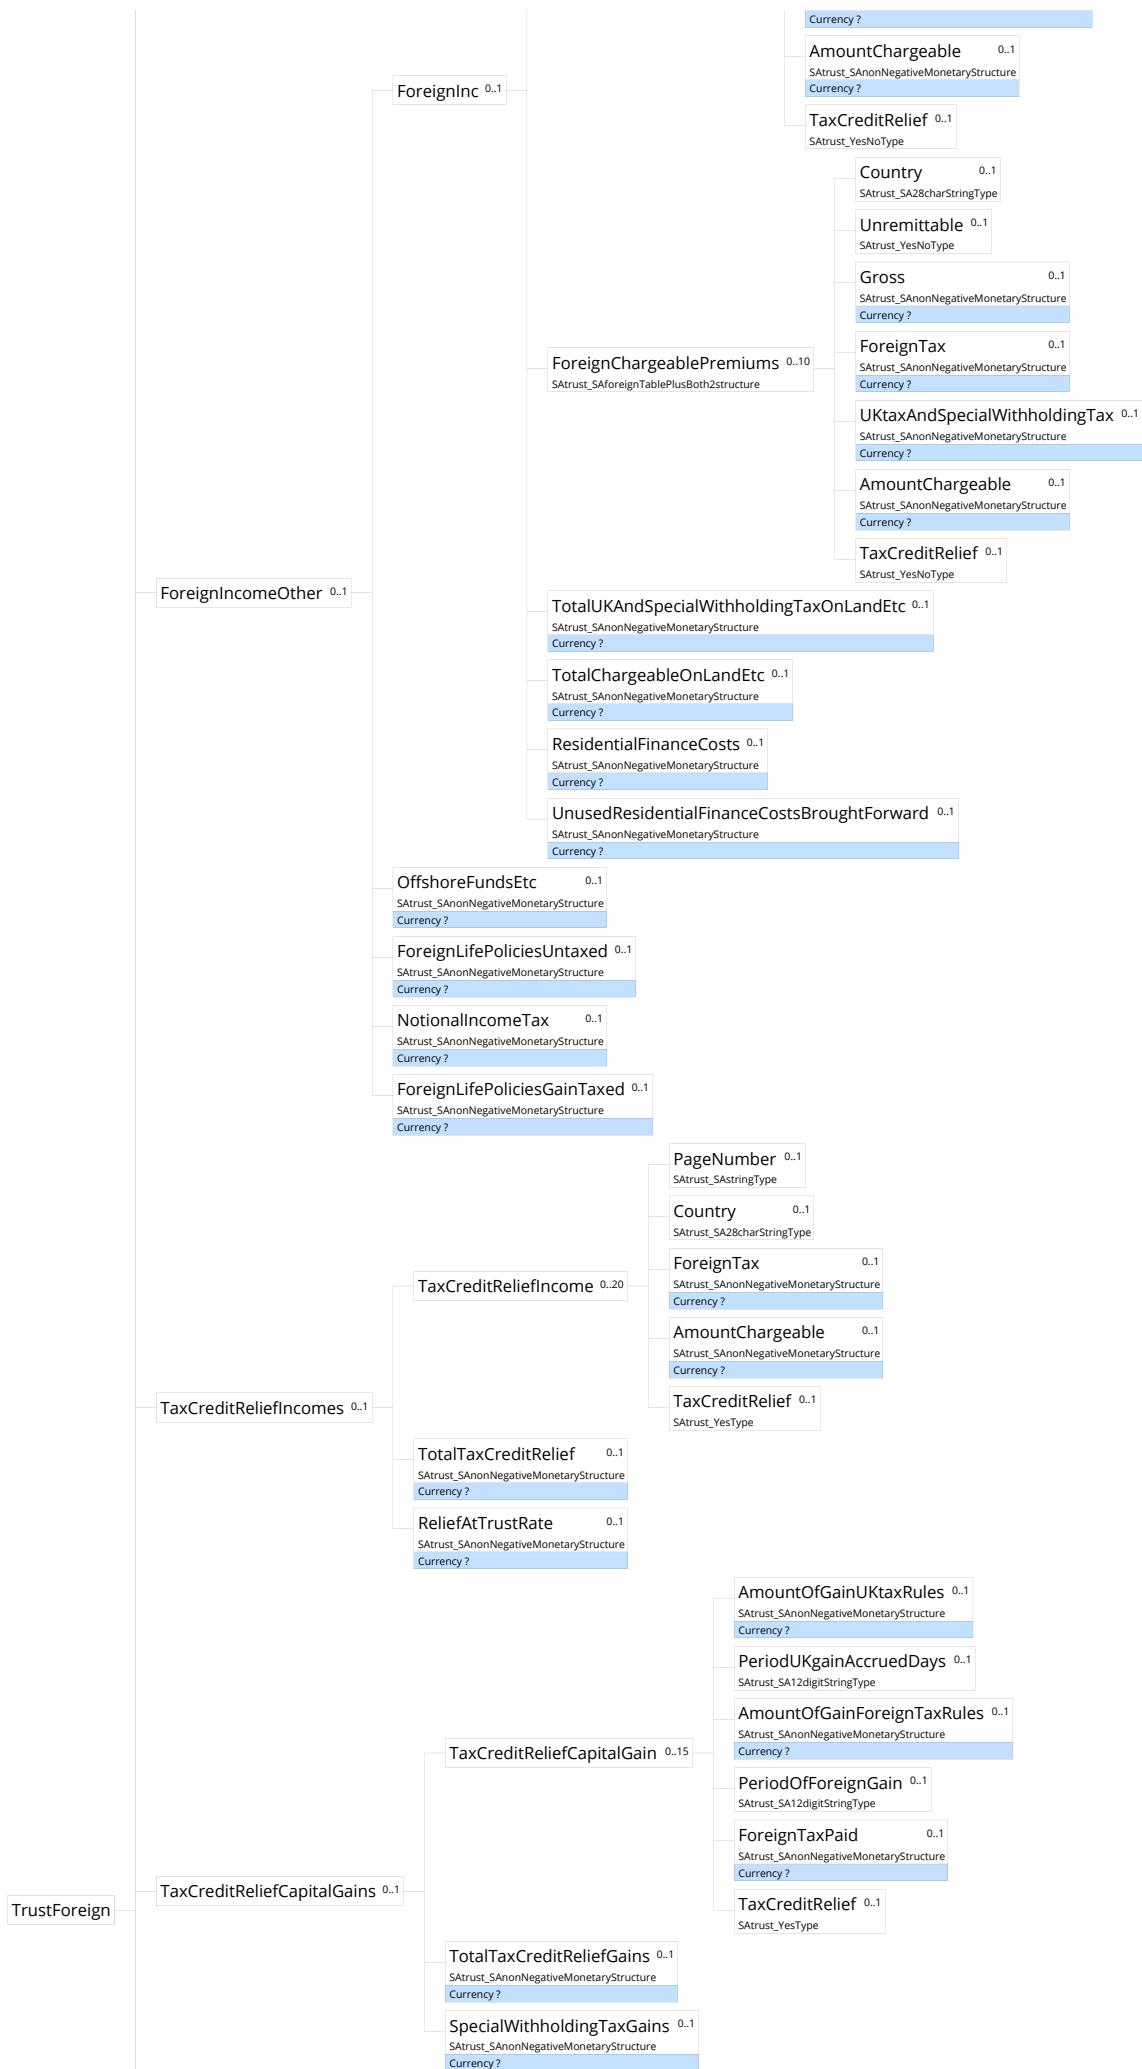 Currency ?
AmountChargeable 0..1
SAtrust_SAnonNegativeMonetaryStructure
Currency ?
ForeignInc 0..1
TaxCreditRelief 0..1
SAtrust_YesNoType
Country 0..1
SAtrust_SA28charStringType
Unremittable 0..1
SAtrust_YesNoType
Gross 0..1
SAtrust_SAnonNegativeMonetaryStructure
Currency ?
ForeignChargeablePremiums 0..10
SAtrust_SAforeignTablePlusBoth2structure
ForeignTax 0..1
SAtrust_SAnonNegativeMonetaryStructure
Currency ?
UKtaxAndSpecialWithholdingTax 0..1
SAtrust_SAnonNegativeMonetaryStructure
Currency ?
AmountChargeable 0..1
SAtrust_SAnonNegativeMonetaryStructure
Currency ?
TaxCreditRelief 0..1
SAtrust_YesNoType
ForeignIncomeOther 0..1
TotalUKAndSpecialWithholdingTaxOnLandEtc 0..1
SAtrust_SAnonNegativeMonetaryStructure
Currency ?
TotalChargeableOnLandEtc 0..1
SAtrust_SAnonNegativeMonetaryStructure
Currency ?
ResidentialFinanceCosts 0..1
SAtrust_SAnonNegativeMonetaryStructure
Currency ?
UnusedResidentialFinanceCostsBroughtForward 0..1
SAtrust_SAnonNegativeMonetaryStructure
Currency ?
OffshoreFundsEtc 0..1
SAtrust_SAnonNegativeMonetaryStructure
Currency ?
ForeignLifePoliciesUntaxed 0..1
SAtrust_SAnonNegativeMonetaryStructure
Currency ?
NotionalIncomeTax 0..1
SAtrust_SAnonNegativeMonetaryStructure
Currency ?
ForeignLifePoliciesGainTaxed 0..1
SAtrust_SAnonNegativeMonetaryStructure
Currency ?
PageNumber 0..1
SAtrust_SAstringType
Country 0..1
SAtrust_SA28charStringType
TaxCreditReliefIncome 0..20
ForeignTax 0..1
SAtrust_SAnonNegativeMonetaryStructure
Currency ?
AmountChargeable 0..1
SAtrust_SAnonNegativeMonetaryStructure
Currency ?
TaxCreditReliefIncomes 0..1
TaxCreditRelief 0..1
SAtrust_YesType
TotalTaxCreditRelief 0..1
SAtrust_SAnonNegativeMonetaryStructure
Currency ?
ReliefAtTrustRate 0..1
SAtrust_SAnonNegativeMonetaryStructure
Currency ?
AmountOfGainUKtaxRules 0..1
SAtrust_SAnonNegativeMonetaryStructure
Currency ?
PeriodUKgainAccruedDays 0..1
SAtrust_SA12digitStringType
AmountOfGainForeignTaxRules 0..1
SAtrust_SAnonNegativeMonetaryStructure
Currency ?
TaxCreditReliefCapitalGain 0..15
PeriodOfForeignGain 0..1
SAtrust_SA12digitStringType
ForeignTaxPaid 0..1
SAtrust_SAnonNegativeMonetaryStructure
Currency ?
TaxCreditReliefCapitalGains 0..1
TrustForeign
TaxCreditRelief 0..1
SAtrust_YesType
TotalTaxCreditReliefGains 0..1
SAtrust_SAnonNegativeMonetaryStructure
Currency ?
SpecialWithholdingTaxGains 0..1
SAtrust_SAnonNegativeMonetaryStructure
Currency ?